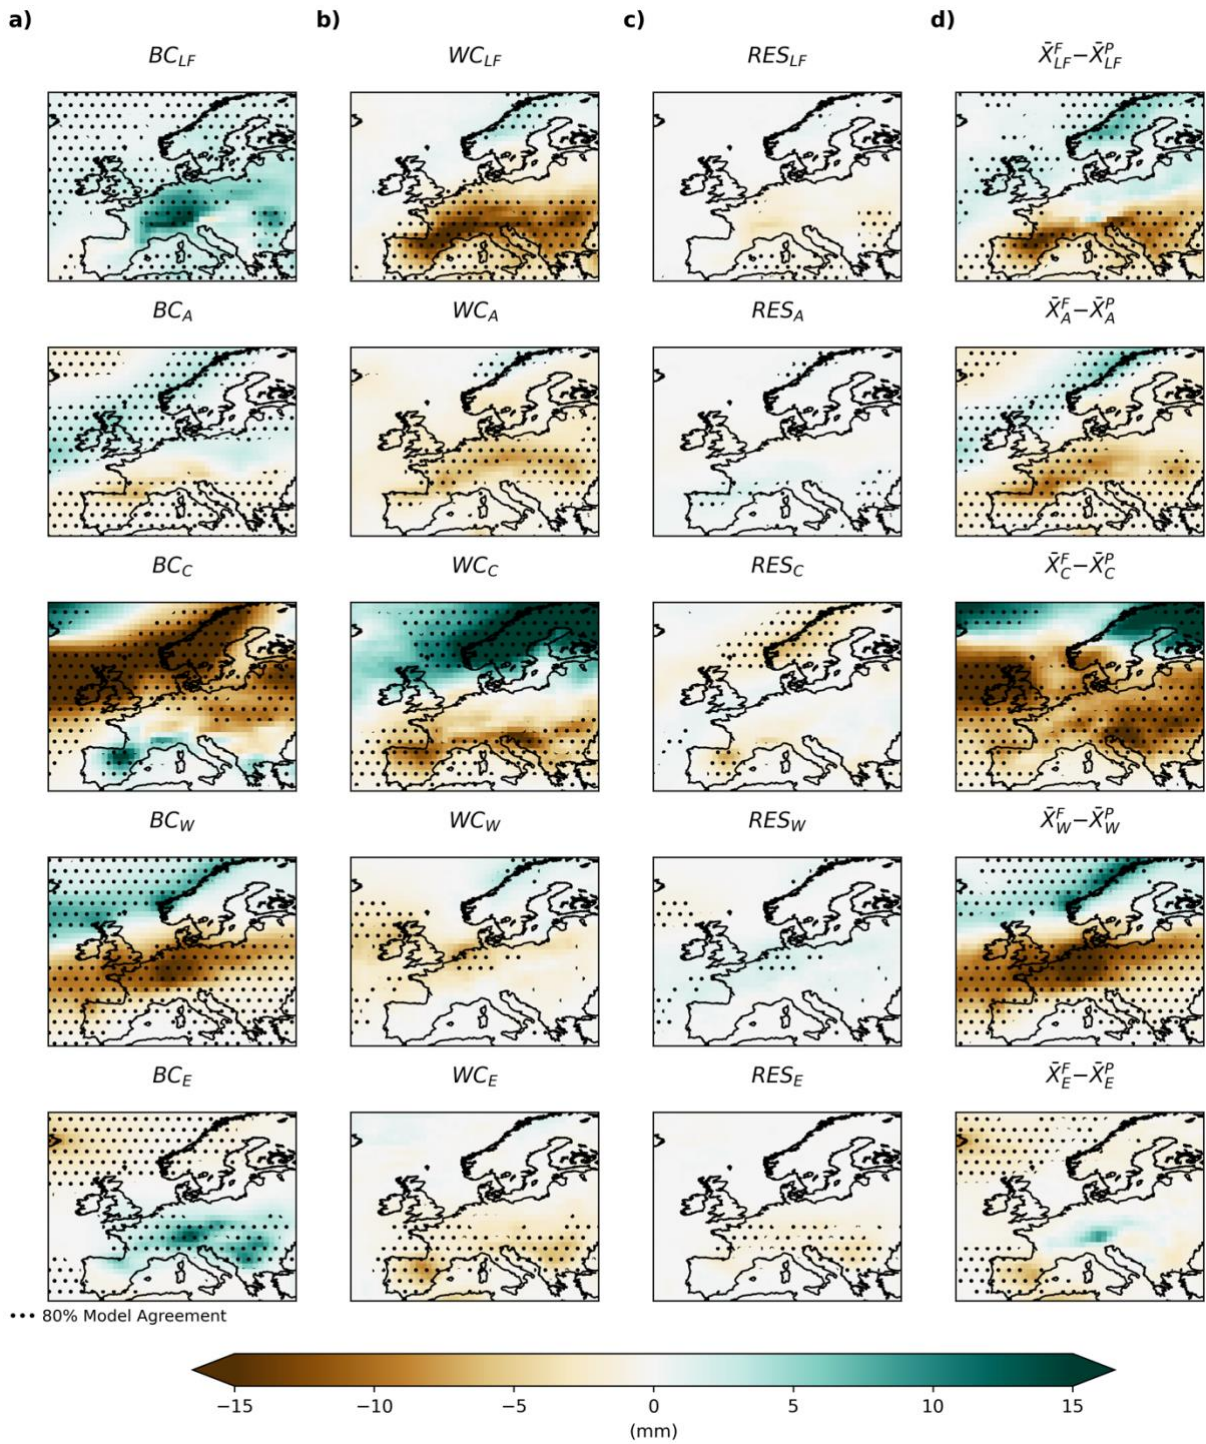 a) b) c) d)
BC_LF WC_LF RES_LF X̄^F_LF−X̄^P_LF
BC_A WC_A RES_A X̄^F_A−X̄^P_A
BC_C WC_C RES_C X̄^F_C−X̄^P_C
BC_W WC_W RES_W X̄^F_W−X̄^P_W
BC_E WC_E RES_E X̄^F_E−X̄^P_E
80% Model Agreement
−15 −10 −5 0 5 10 15
(mm)